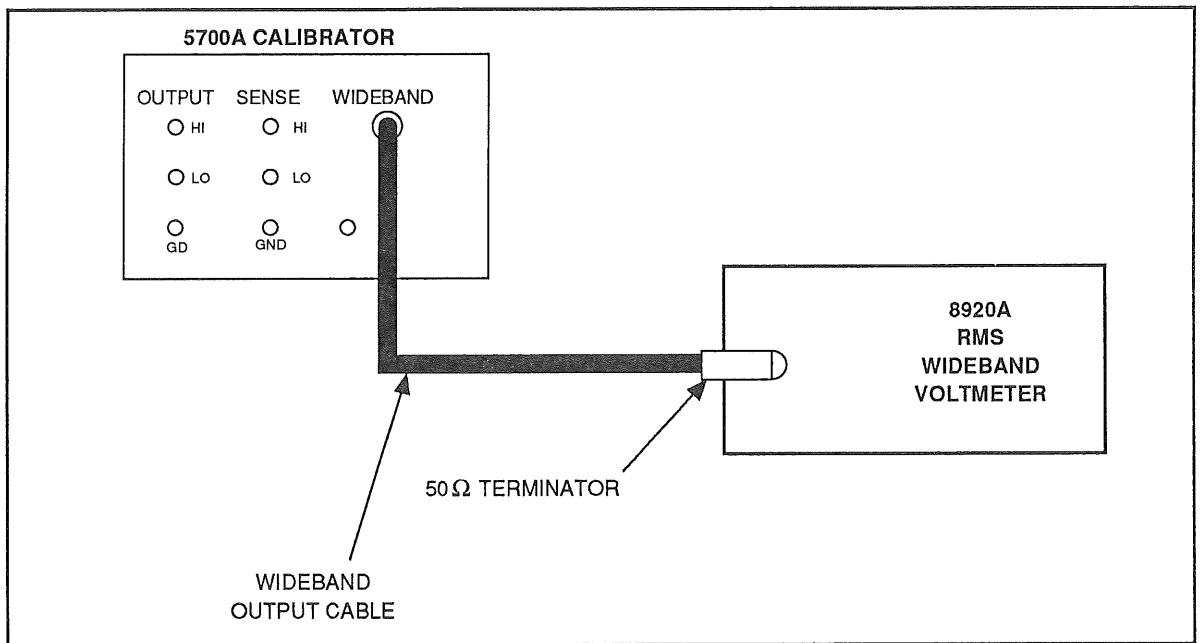 5700A CALIBRATOR
OUTPUT SENSE WIDEBAND
HI HI
LO LO
GD GND
8920A
RMS
WIDEBAND
VOLTMETER
50Ω TERMINATOR
WIDEBAND
OUTPUT CABLE